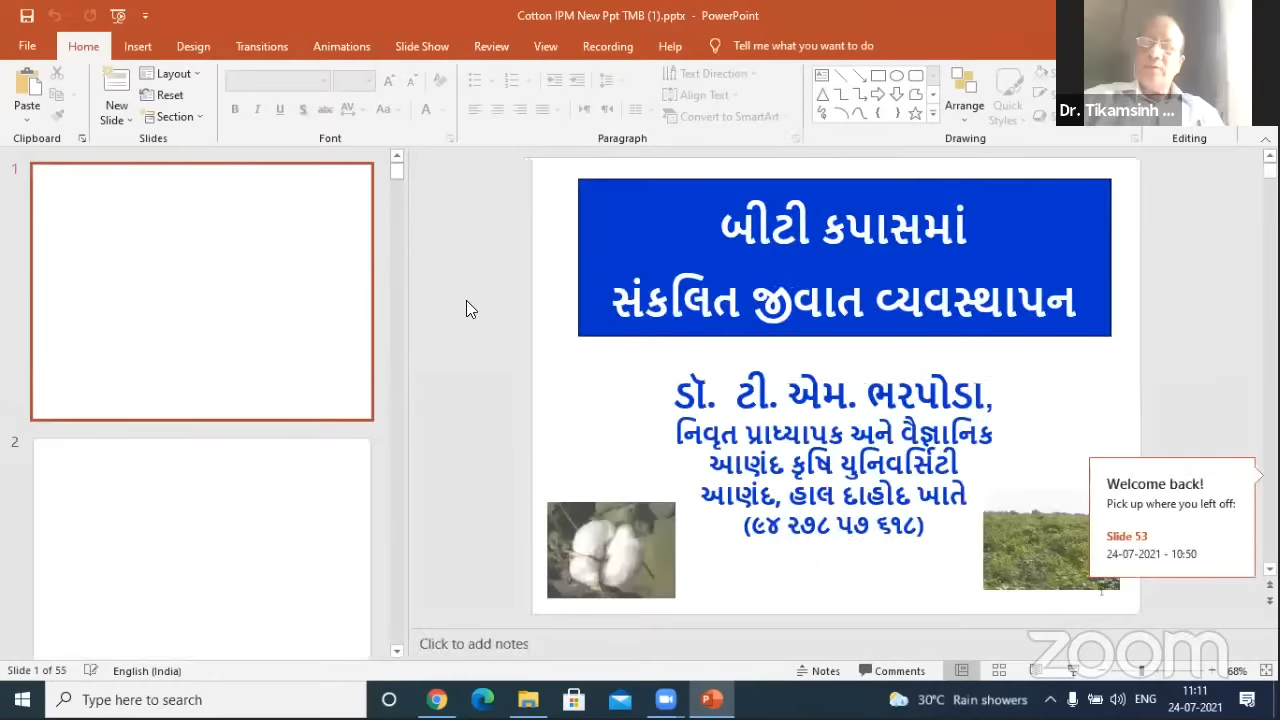 Cotton IPM New Ppt TMB (1).pptx - PowerPoint
File Home Insert Design Transitions Animations Slide Show Review View Recording Help Tell me what you want to do
Paste
New Slide
Layout
Reset
Section
B I U S abc AV Aa A
Text Direction
Align Text
Convert to SmartArt
Arrange
Quick Styles
Clipboard Slides Font Paragraph Drawing Editing
Dr. Tikamsinh ...
1
2
બીટી કપાસમાં
સંકલિત જીવાત વ્યવસ્થાપન
ડૉ. ટી. એમ. ભરપોડા,
નિવૃત પ્રાધ્યાપક અને વૈજ્ઞાનિક
આણંદ કૃષિ યુનિવર્સિટી
આણંદ, હાલ દાહોદ ખાતે
(૯૪ ૨૭૮ ૫૭ ૬૧૮)
Welcome back!
Pick up where you left off:
Slide 53
24-07-2021 - 10:50
Click to add notes
zoom
Slide 1 of 55 English (India) Notes Comments 68%
Type here to search
30°C Rain showers ENG 11:11
24-07-2021